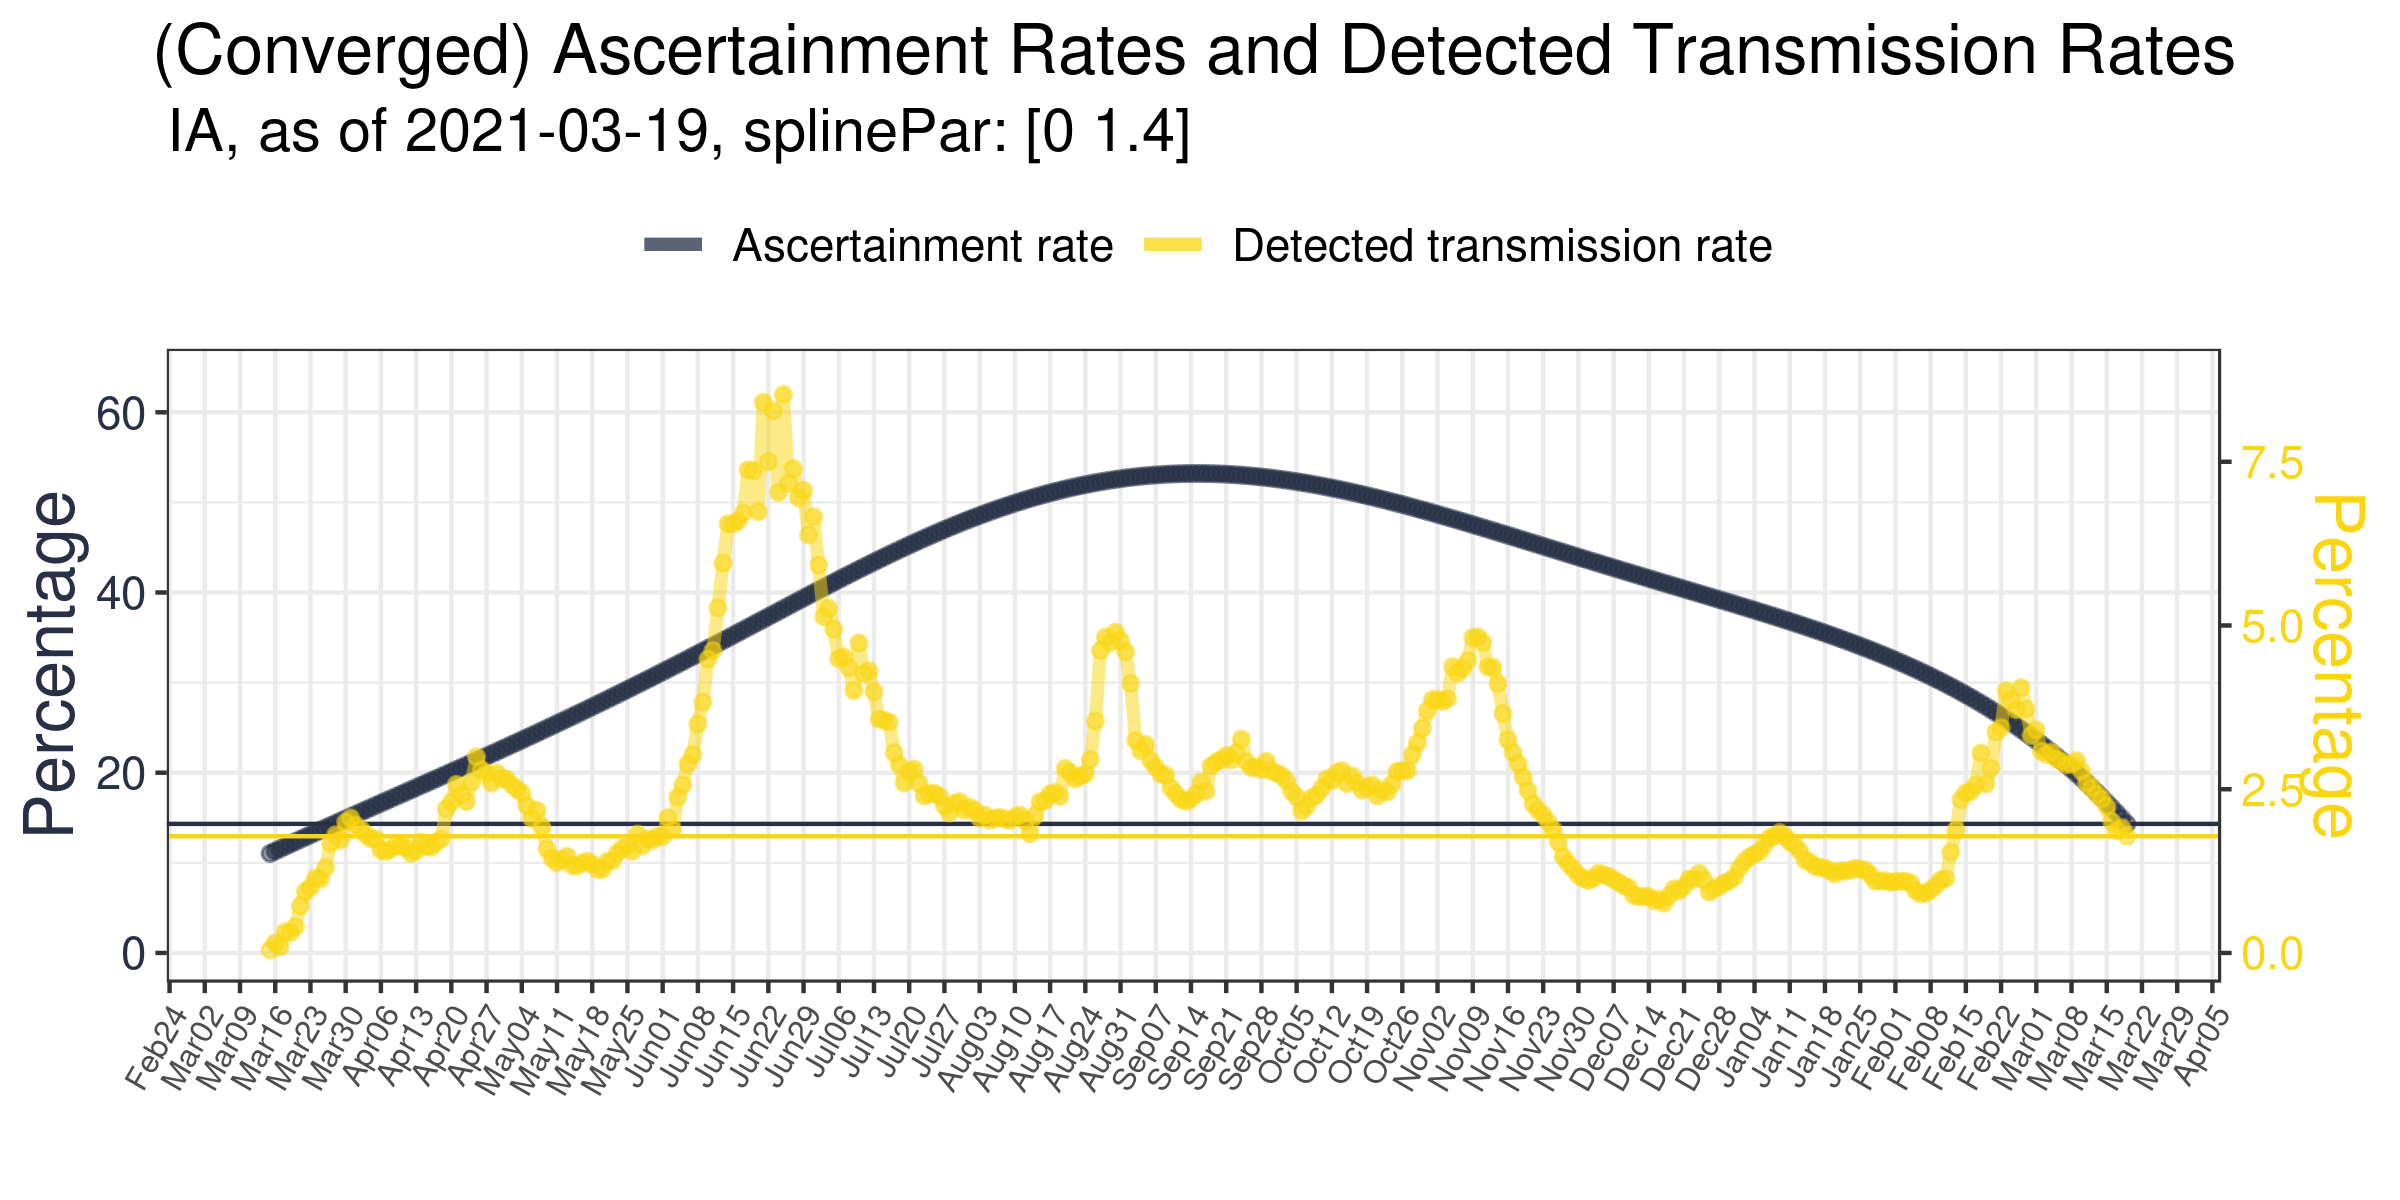 (Converged) Ascertainment Rates and Detected Transmission Rates
IA, as of 2021-03-19, splinePar: [0 1.4]
Ascertainment rate
Detected transmission rate
Percentage
60
40
20
0
7.5
5.0
2.5
0.0
Percentage
Feb24
Mar02
Mar09
Mar16
Mar23
Mar30
Apr06
Apr13
Apr20
Apr27
May04
May11
May18
May25
Jun01
Jun08
Jun15
Jun22
Jun29
Jul06
Jul13
Jul20
Jul27
Aug03
Aug10
Aug17
Aug24
Aug31
Sep07
Sep14
Sep21
Sep28
Oct05
Oct12
Oct19
Oct26
Nov02
Nov09
Nov16
Nov23
Nov30
Dec07
Dec14
Dec21
Dec28
Jan04
Jan11
Jan18
Jan25
Feb01
Feb08
Feb15
Feb22
Mar01
Mar08
Mar15
Mar22
Mar29
Apr05